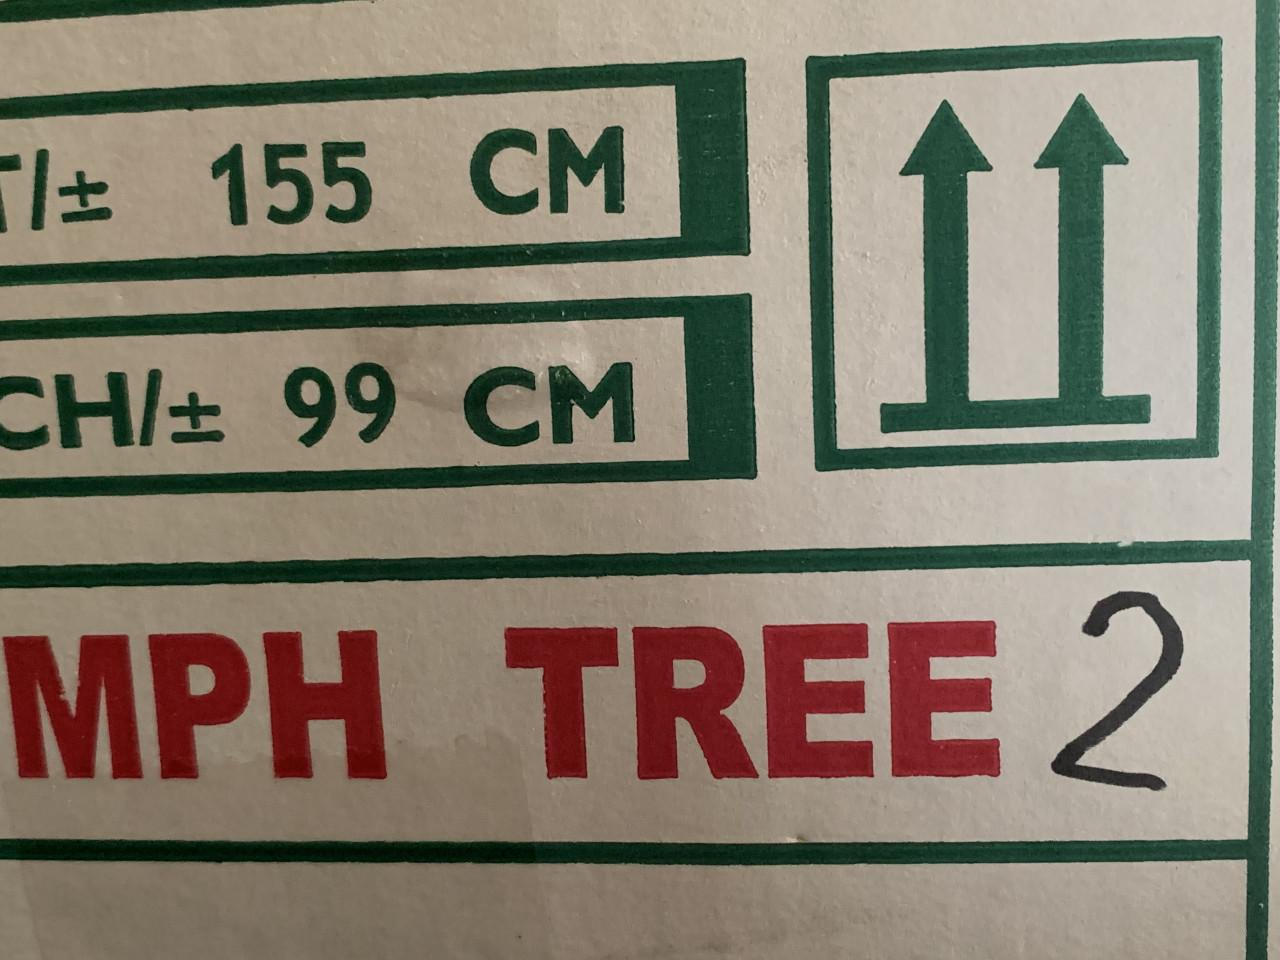 T/± 155 CM
CH/± 99 CM
MPH TREE 2